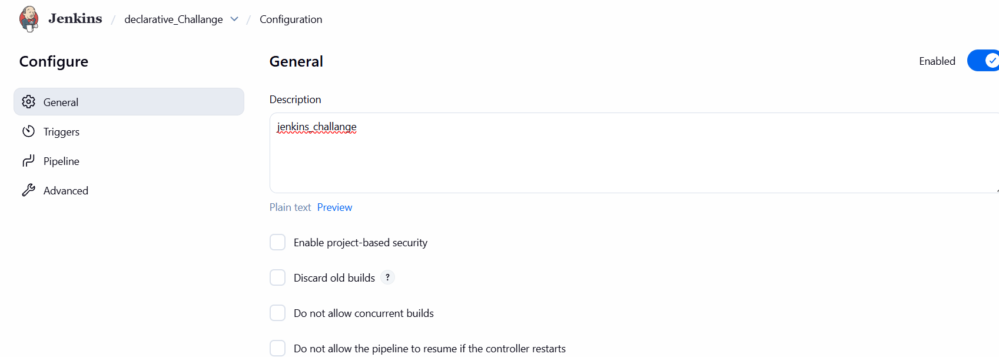 Jenkins / declarative_Challange / Configuration
Configure
General
Triggers
Pipeline
Advanced
General
Enabled
Description
jenkins_challange
Plain text Preview
Enable project-based security
Discard old builds ?
Do not allow concurrent builds
Do not allow the pipeline to resume if the controller restarts